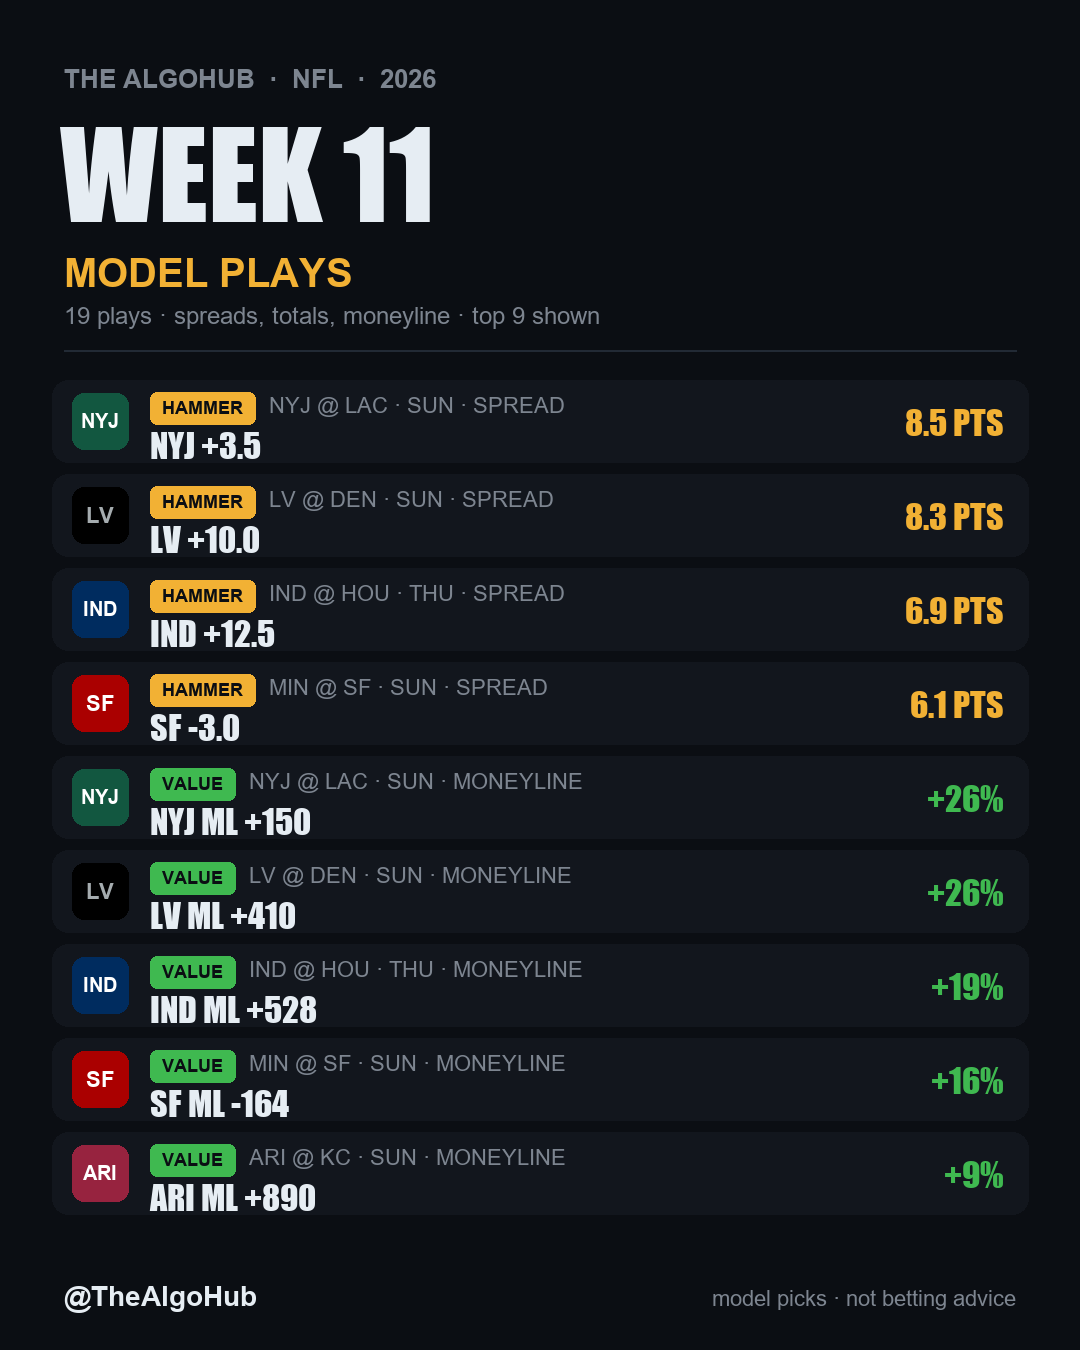 THE ALGOHUB · NFL · 2026
WEEK 11
MODEL PLAYS
19 plays · spreads, totals, moneyline · top 9 shown
NYJ HAMMER NYJ @ LAC · SUN · SPREAD
NYJ +3.5
8.5 PTS
LV HAMMER LV @ DEN · SUN · SPREAD
LV +10.0
8.3 PTS
IND HAMMER IND @ HOU · THU · SPREAD
IND +12.5
6.9 PTS
SF HAMMER MIN @ SF · SUN · SPREAD
SF -3.0
6.1 PTS
NYJ VALUE NYJ @ LAC · SUN · MONEYLINE
NYJ ML +150
+26%
LV VALUE LV @ DEN · SUN · MONEYLINE
LV ML +410
+26%
IND VALUE IND @ HOU · THU · MONEYLINE
IND ML +528
+19%
SF VALUE MIN @ SF · SUN · MONEYLINE
SF ML -164
+16%
ARI VALUE ARI @ KC · SUN · MONEYLINE
ARI ML +890
+9%
@TheAlgoHub
model picks · not betting advice